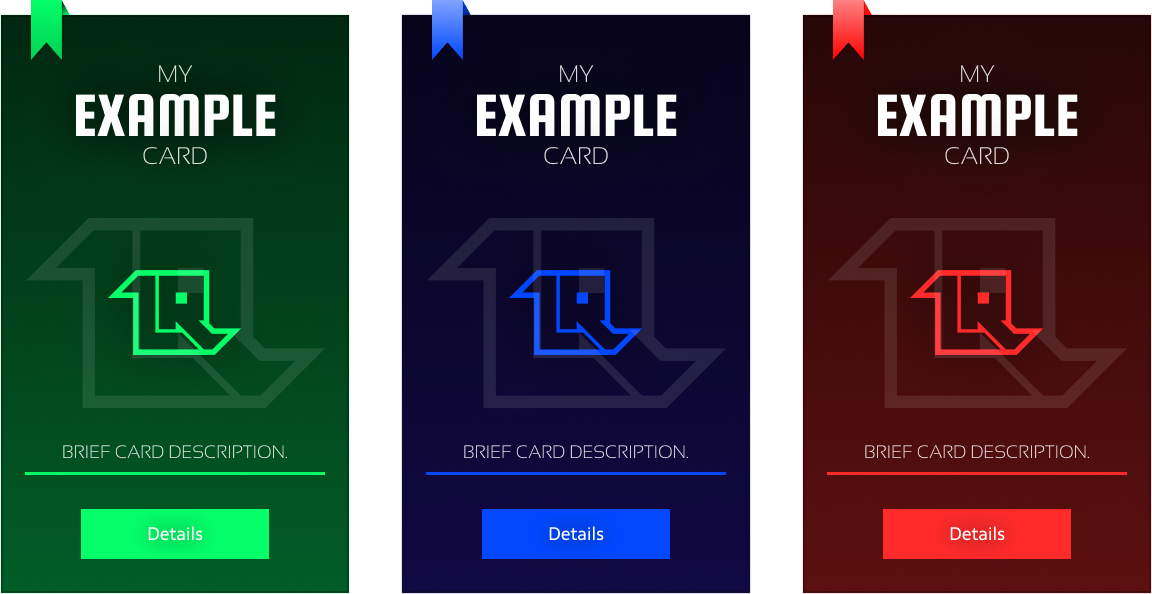 MY
EXAMPLE
CARD
BRIEF CARD DESCRIPTION.
Details
MY
EXAMPLE
CARD
BRIEF CARD DESCRIPTION.
Details
MY
EXAMPLE
CARD
BRIEF CARD DESCRIPTION.
Details